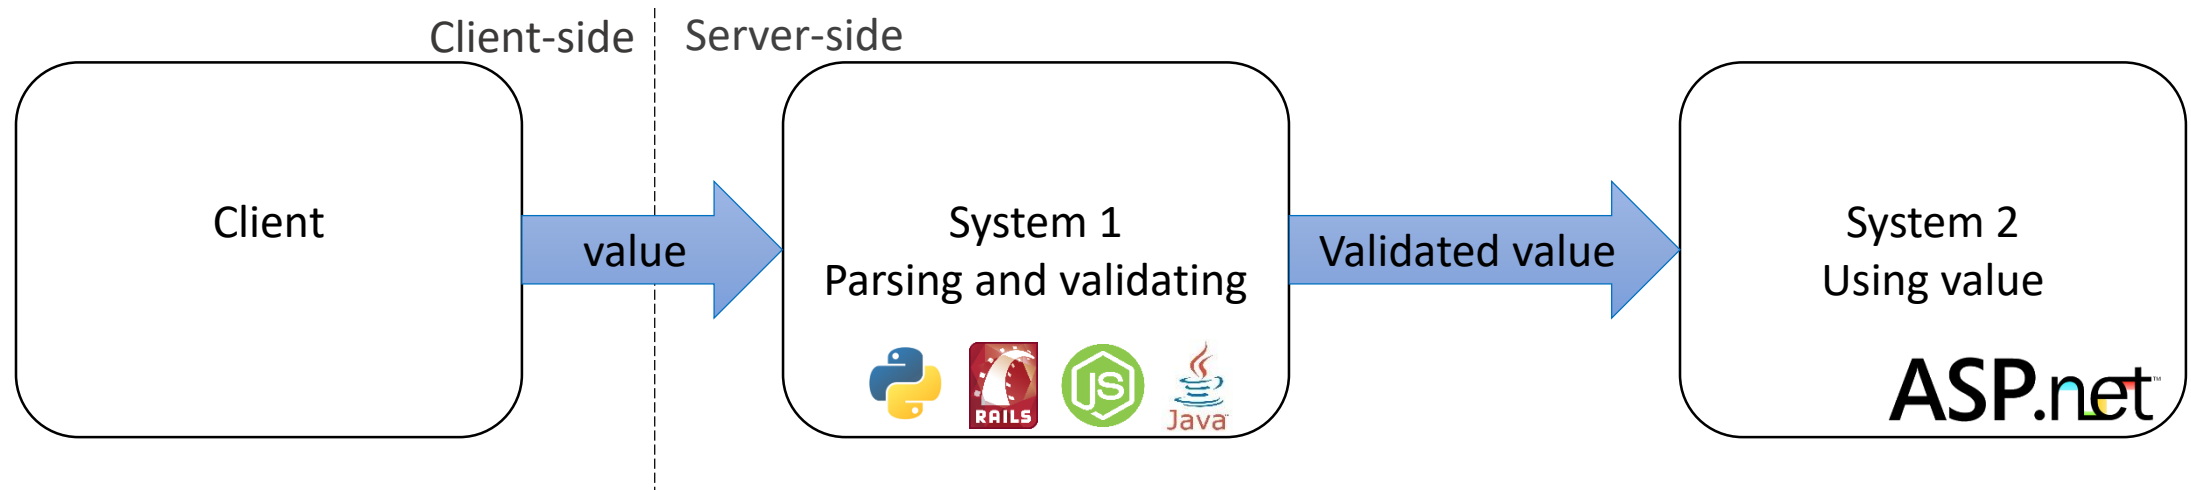 Client-side
Server-side
Client
value
System 1
Parsing and validating
RAILS
JS
Java
Validated value
System 2
Using value
ASP.net™